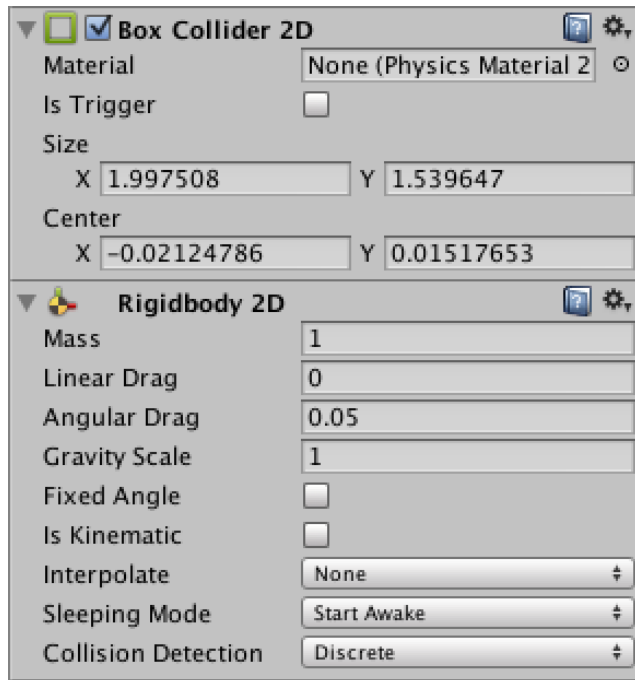 Box Collider 2D
Material None (Physics Material 2
Is Trigger
Size
X 1.997508 Y 1.539647
Center
X -0.02124786 Y 0.01517653
Rigidbody 2D
Mass 1
Linear Drag 0
Angular Drag 0.05
Gravity Scale 1
Fixed Angle
Is Kinematic
Interpolate None
Sleeping Mode Start Awake
Collision Detection Discrete